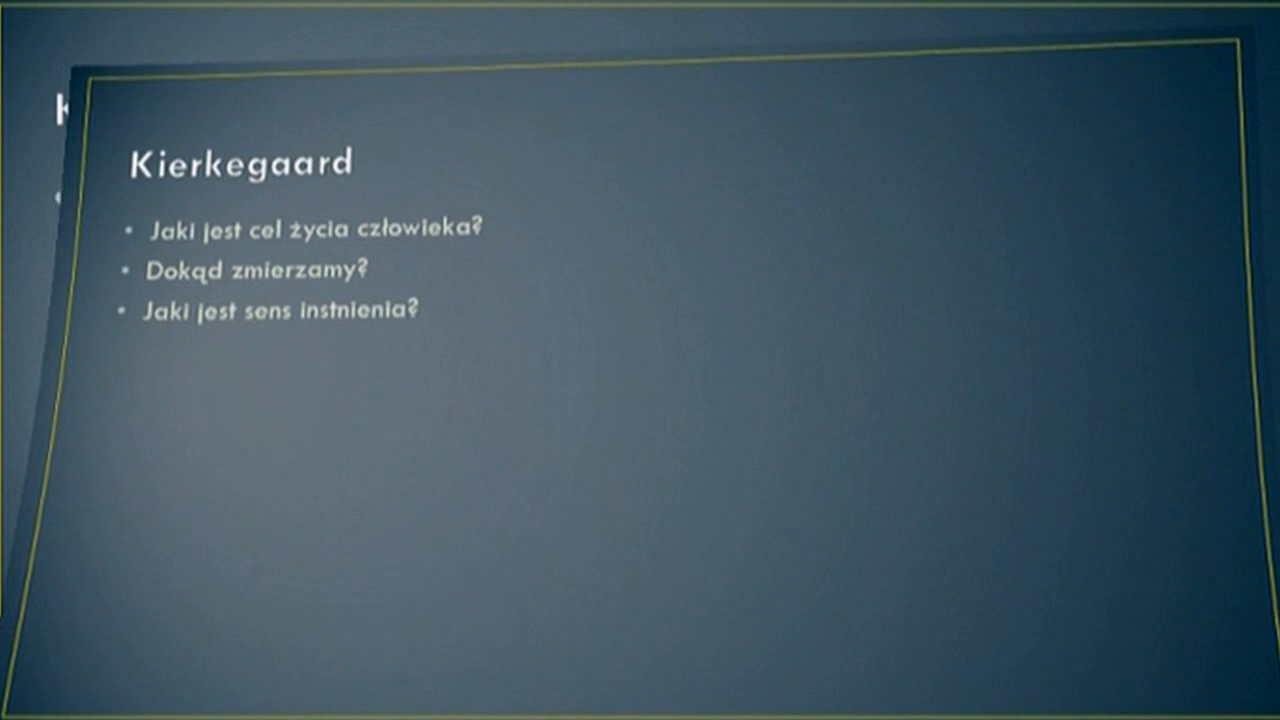 Kierkegaard
• Jaki jest cel życia człowieka?
• Dokąd zmierzamy?
• Jaki jest sens instnienia?